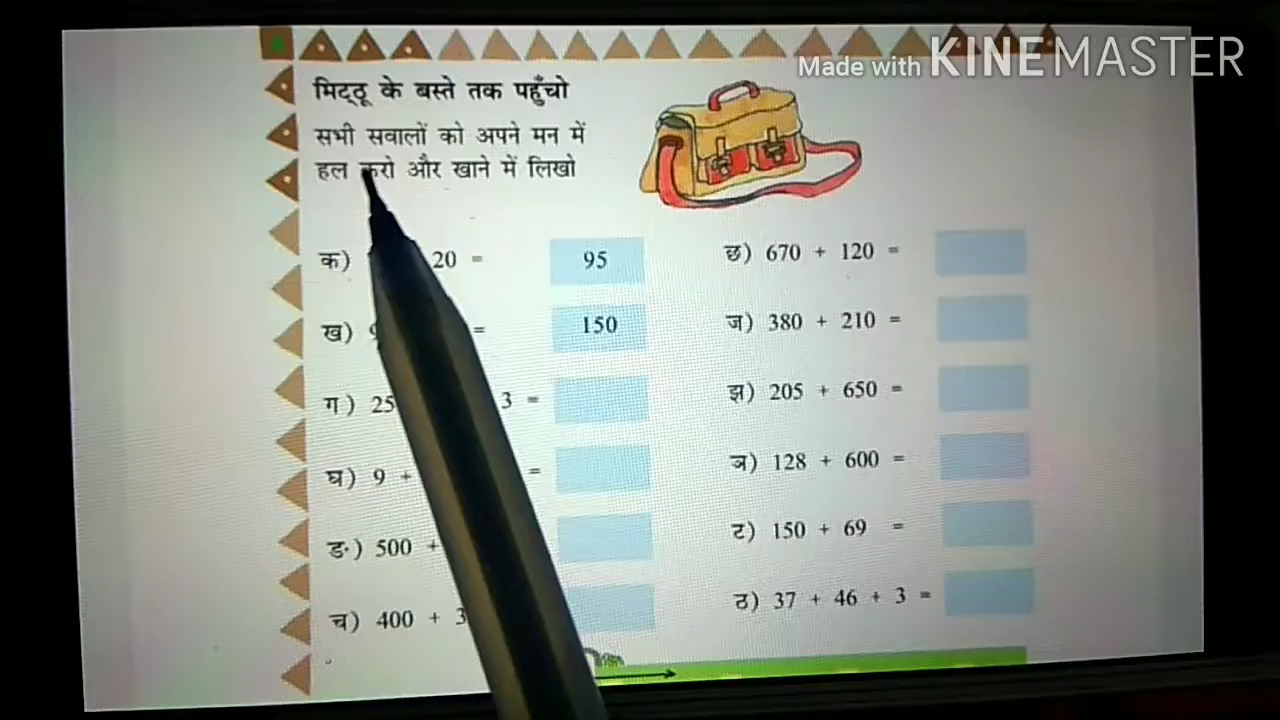 Made with KINEMASTER
मिट्ठू के बस्ते तक पहुँचो
सभी सवालों को अपने मन में
हल करो और खाने में लिखो
क) 20 = 95
ख) = 150
ग) 25 3 =
घ) 9 + =
ङ) 500 +
च) 400 + 3
छ) 670 + 120 =
ज) 380 + 210 =
झ) 205 + 650 =
ञ) 128 + 600 =
ट) 150 + 69 =
ठ) 37 + 46 + 3 =